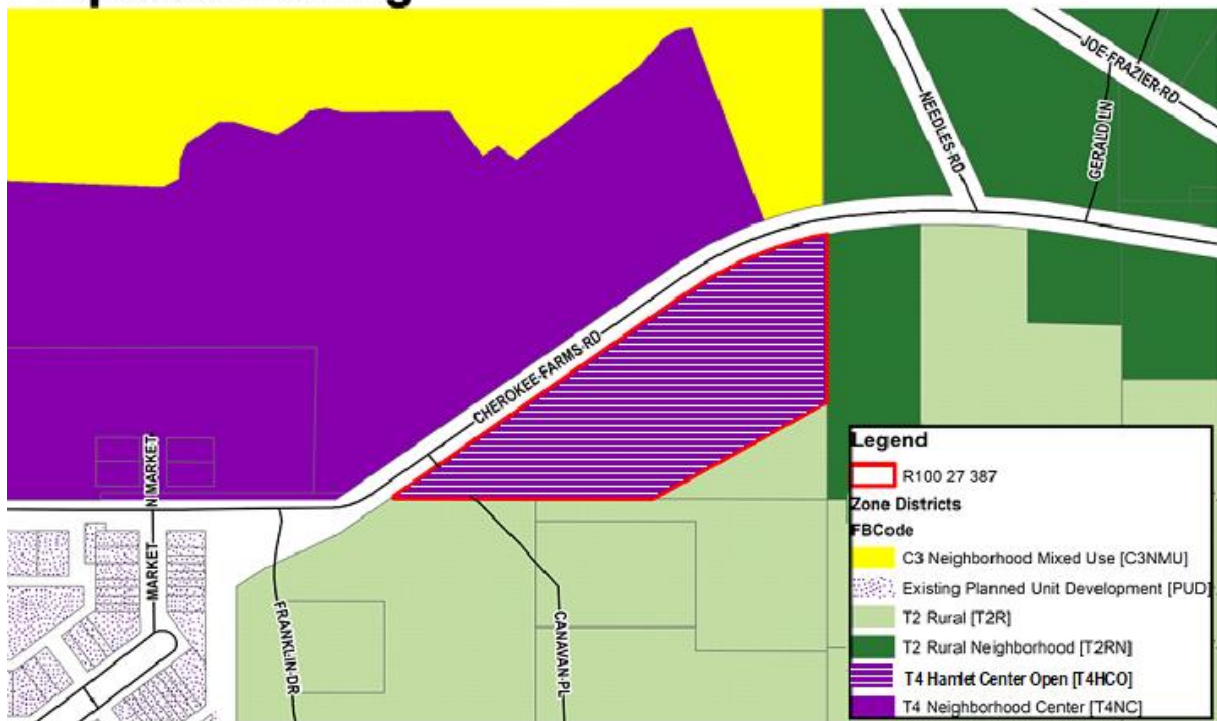 JOE-FRAZIER-RD
NEEDLES-RD
GERALD LN
CHEROKEE-FARMS-RD
N MARKET
MARKET
FRANKLIN-DR
CANAVAN-PL
Legend
R100 27 387
Zone Districts
FBCode
C3 Neighborhood Mixed Use [C3NMU]
Existing Planned Unit Development [PUD]
T2 Rural [T2R]
T2 Rural Neighborhood [T2RN]
T4 Hamlet Center Open [T4HCO]
T4 Neighborhood Center [T4NC]